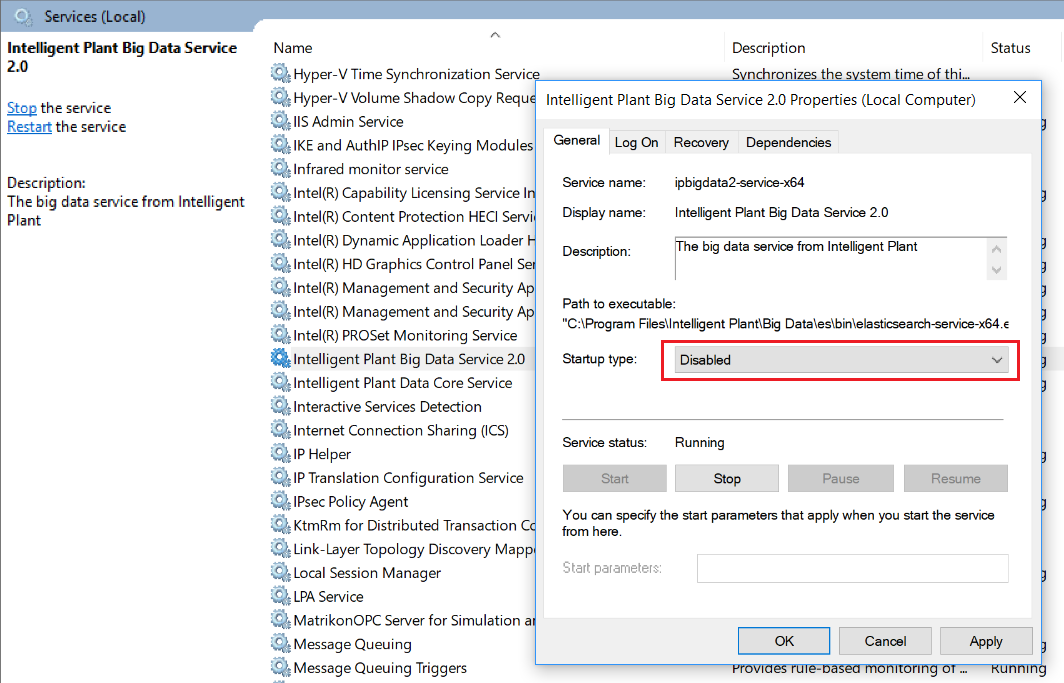 Services (Local)
Intelligent Plant Big Data Service
2.0
Stop the service
Restart the service
Description:
The big data service from Intelligent
Plant
Name
Description
Status
Hyper-V Time Synchronization Service
Synchronizes the system time of thi...
Hyper-V Volume Shadow Copy Reque
IIS Admin Service
IKE and AuthIP IPsec Keying Modules
Infrared monitor service
Intel(R) Capability Licensing Service In
Intel(R) Content Protection HECI Servi
Intel(R) Dynamic Application Loader H
Intel(R) HD Graphics Control Panel Ser
Intel(R) Management and Security Ap
Intel(R) Management and Security Ap
Intel(R) PROSet Monitoring Service
Intelligent Plant Big Data Service 2.0
Intelligent Plant Data Core Service
Interactive Services Detection
Internet Connection Sharing (ICS)
IP Helper
IP Translation Configuration Service
IPsec Policy Agent
KtmRm for Distributed Transaction Co
Link-Layer Topology Discovery Mapp
Local Session Manager
LPA Service
MatrikonOPC Server for Simulation an
Message Queuing
Message Queuing Triggers
Provides rule-based monitoring of ...
Running
Intelligent Plant Big Data Service 2.0 Properties (Local Computer)
General
Log On
Recovery
Dependencies
Service name:
ipbigdata2-service-x64
Display name:
Intelligent Plant Big Data Service 2.0
Description:
The big data service from Intelligent Plant
Path to executable:
"C:\Program Files\Intelligent Plant\Big Data\es\bin\elasticsearch-service-x64.e
Startup type:
Disabled
Service status:
Running
Start
Stop
Pause
Resume
You can specify the start parameters that apply when you start the service
from here.
Start parameters:
OK
Cancel
Apply